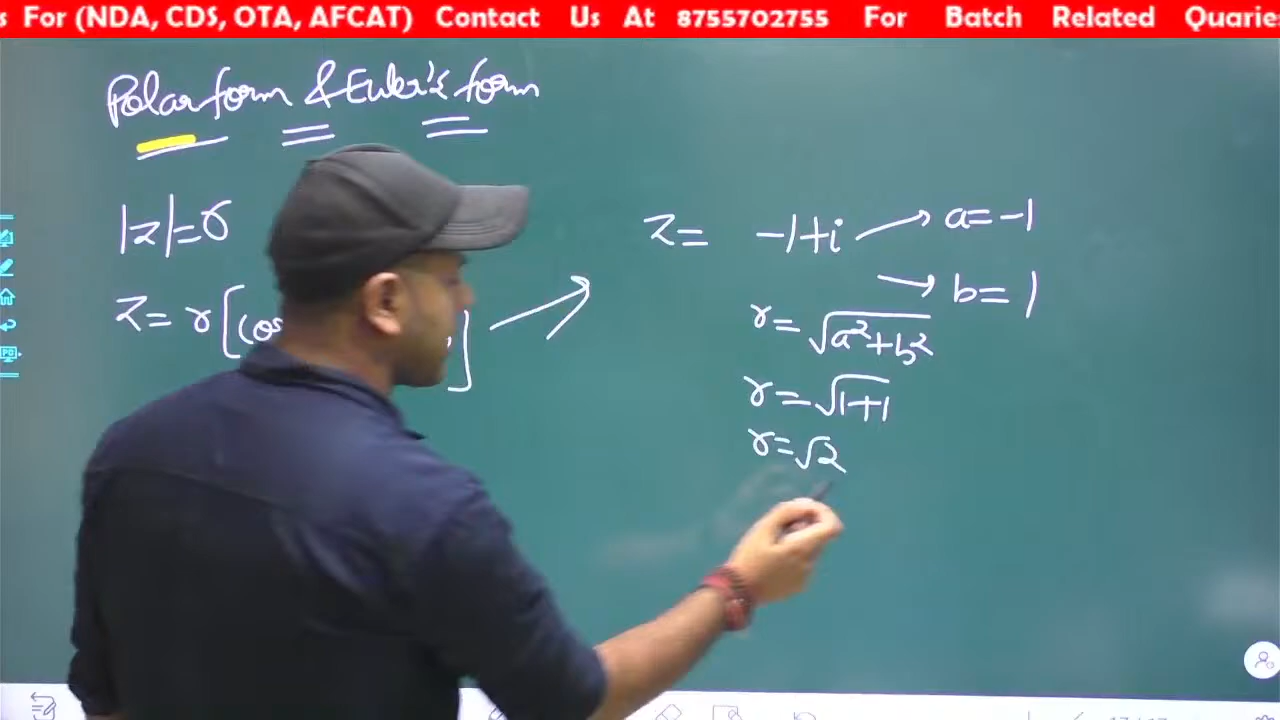 s For (NDA, CDS, OTA, AFCAT) Contact Us At 8755702755 For Batch Related Quarie
Polar form & Euler's form
|z|=r
z= r[cos ]
z= -1+i
a=-1
b=1
r=√a²+b²
r=√1+1
r=√2